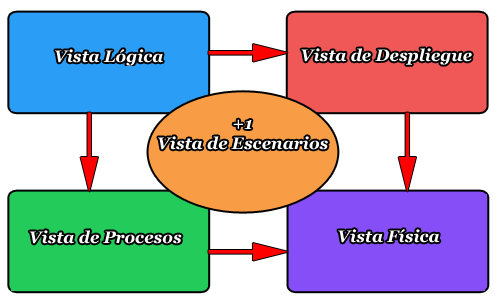 Vista Lógica
Vista de Despliegue
+1
Vista de Escenarios
Vista de Procesos
Vista Física